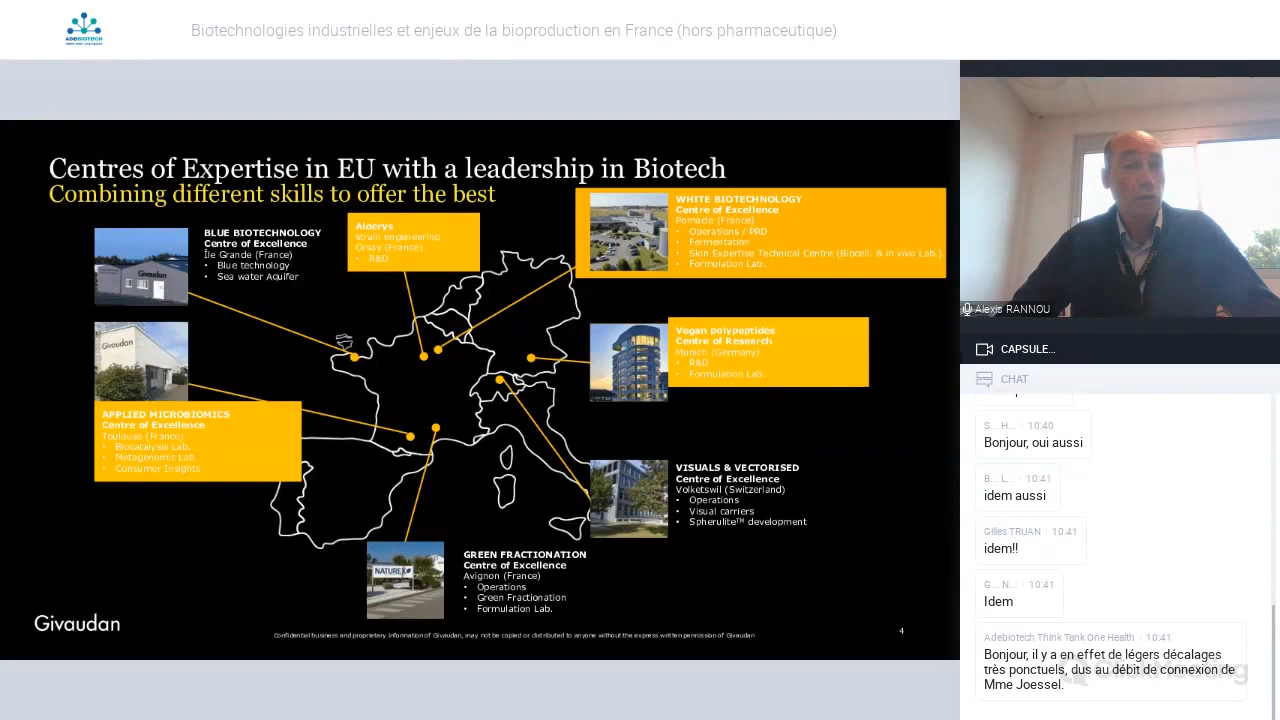 ADEBIOTECH
Biotechnologies industrielles et enjeux de la bioproduction en France (hors pharmaceutique)
Centres of Expertise in EU with a leadership in Biotech
Combining different skills to offer the best
BLUE BIOTECHNOLOGY
Centre of Excellence
Île Grande (France)
• Blue technology
• Sea water Aquifer
Givaudan
Alderys
strain engeneering
Orsay (France)
• R&D
WHITE BIOTECHNOLOGY
Centre of Excellence
Pomacle (France)
• Operations / PRD
• Fermentation
• Skin Expertise Technical Centre (Biocell. & in vivo Lab.)
• Formulation Lab.
Givaudan
Vegan polypeptides
Centre of Research
Munich (Germany)
• R&D
• Formulation Lab.
APPLIED MICROBIOMICS
Centre of Excellence
Toulouse (France)
• Biocatalysis Lab.
• Metagenomic Lab.
• Consumer Insights
VISUALS & VECTORISED
Centre of Excellence
Volketswil (Switzerland)
• Operations
• Visual carriers
• Spherulite™ development
NATUREX
GREEN FRACTIONATION
Centre of Excellence
Avignon (France)
• Operations
• Green Fractionation
• Formulation Lab.
Givaudan
Confidential business and proprietary information of Givaudan, may not be copied or distributed to anyone without the express written permission of Givaudan
4
Alexis RANNOU
CAPSULE...
CHAT
S... H... 10:40
Bonjour, oui aussi
B... L... 10:41
idem aussi
Gilles TRUAN 10:41
idem!!
G... N... 10:41
Idem
Adebiotech Think Tank One Health 10:41
Bonjour, il y a en effet de légers décalages
très ponctuels, dus au débit de connexion de
Mme Joessel.
ClickMeeting